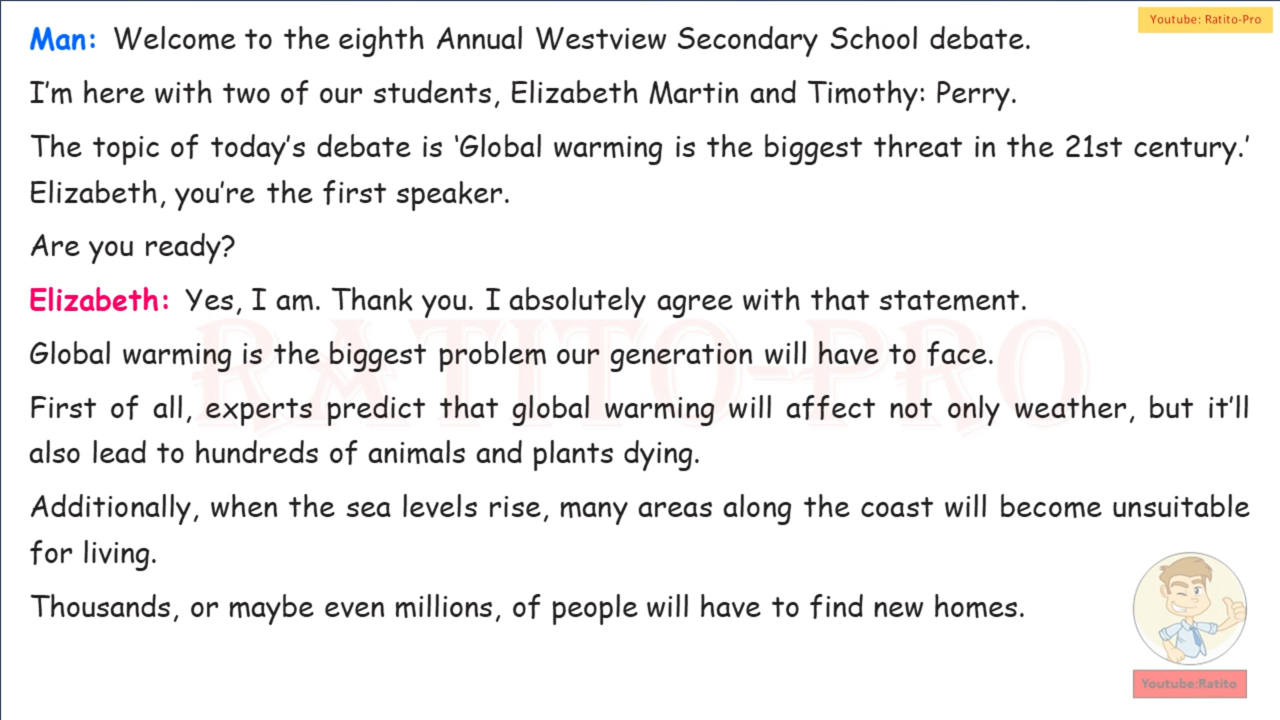 Youtube: Ratito-Pro
Man: Welcome to the eighth Annual Westview Secondary School debate.
I'm here with two of our students, Elizabeth Martin and Timothy: Perry.
The topic of today's debate is 'Global warming is the biggest threat in the 21st century.'
Elizabeth, you're the first speaker.
Are you ready?
Elizabeth: Yes, I am. Thank you. I absolutely agree with that statement.
RATITO-PRO
Global warming is the biggest problem our generation will have to face.
First of all, experts predict that global warming will affect not only weather, but it'll
also lead to hundreds of animals and plants dying.
Additionally, when the sea levels rise, many areas along the coast will become unsuitable
for living.
Thousands, or maybe even millions, of people will have to find new homes.
Youtube:Ratito